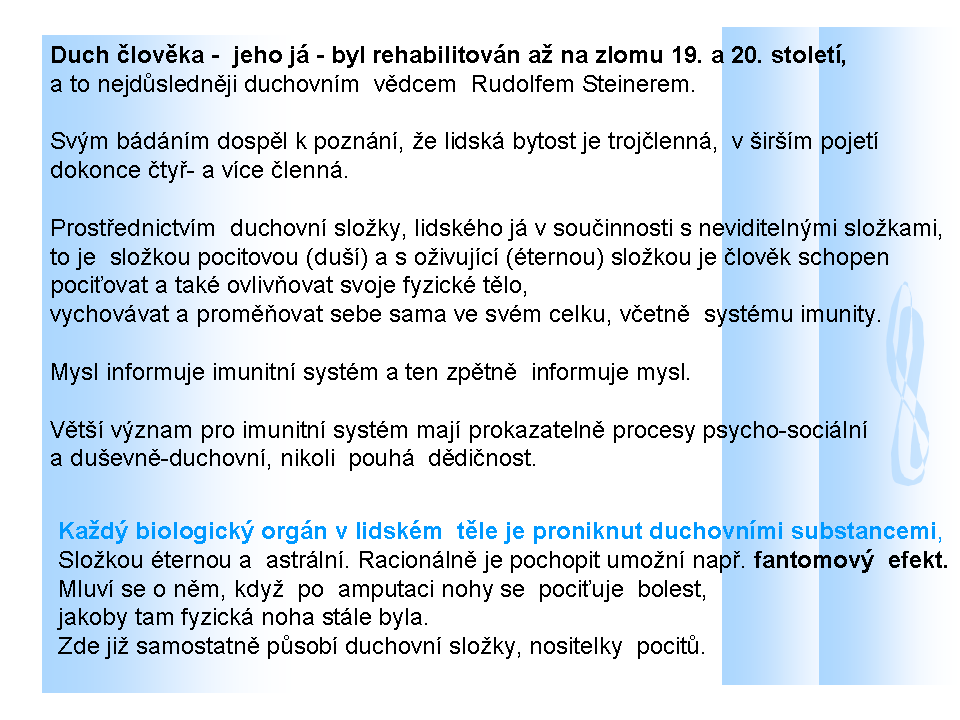 Duch člověka - jeho já - byl rehabilitován až na zlomu 19. a 20. století,
a to nejdůsledněji duchovním vědcem Rudolfem Steinerem.
Svým bádáním dospěl k poznání, že lidská bytost je trojčlenná, v širším pojetí
dokonce čtyř- a více členná.
Prostřednictvím duchovní složky, lidského já v součinnosti s neviditelnými složkami,
to je složkou pocitovou (duší) a s oživující (éternou) složkou je člověk schopen
pociťovat a také ovlivňovat svoje fyzické tělo,
vychovávat a proměňovat sebe sama ve svém celku, včetně systému imunity.
Mysl informuje imunitní systém a ten zpětně informuje mysl.
Větší význam pro imunitní systém mají prokazatelně procesy psycho-sociální
a duševně-duchovní, nikoli pouhá dědičnost.
Každý biologický orgán v lidském těle je proniknut duchovními substancemi,
Složkou éternou a astrální. Racionálně je pochopit umožní např. fantomový efekt.
Mluví se o něm, když po amputaci nohy se pociťuje bolest,
jakoby tam fyzická noha stále byla.
Zde již samostatně působí duchovní složky, nositelky pocitů.